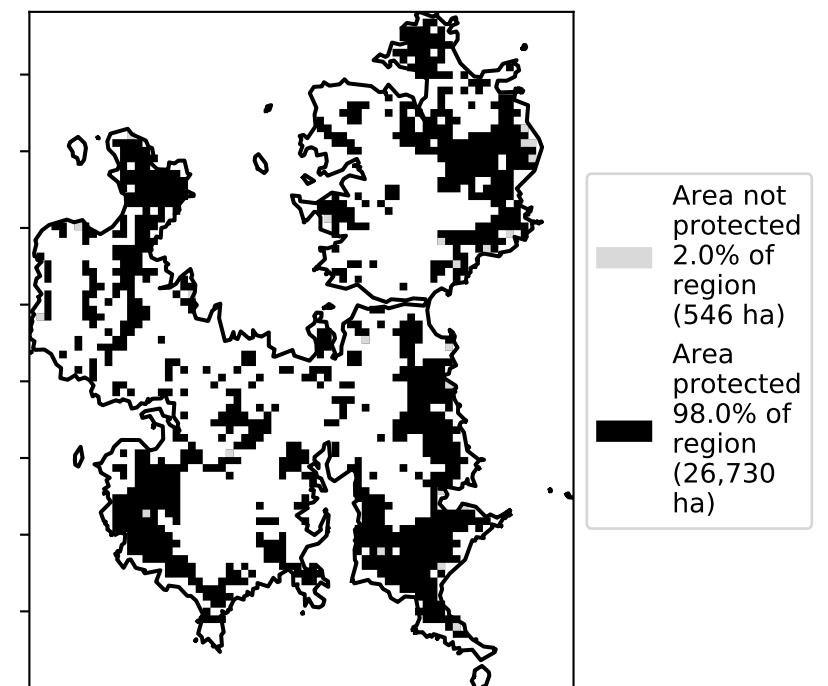 Area not
protected
2.0% of
region
(546 ha)
Area
protected
98.0% of
region
(26,730
ha)